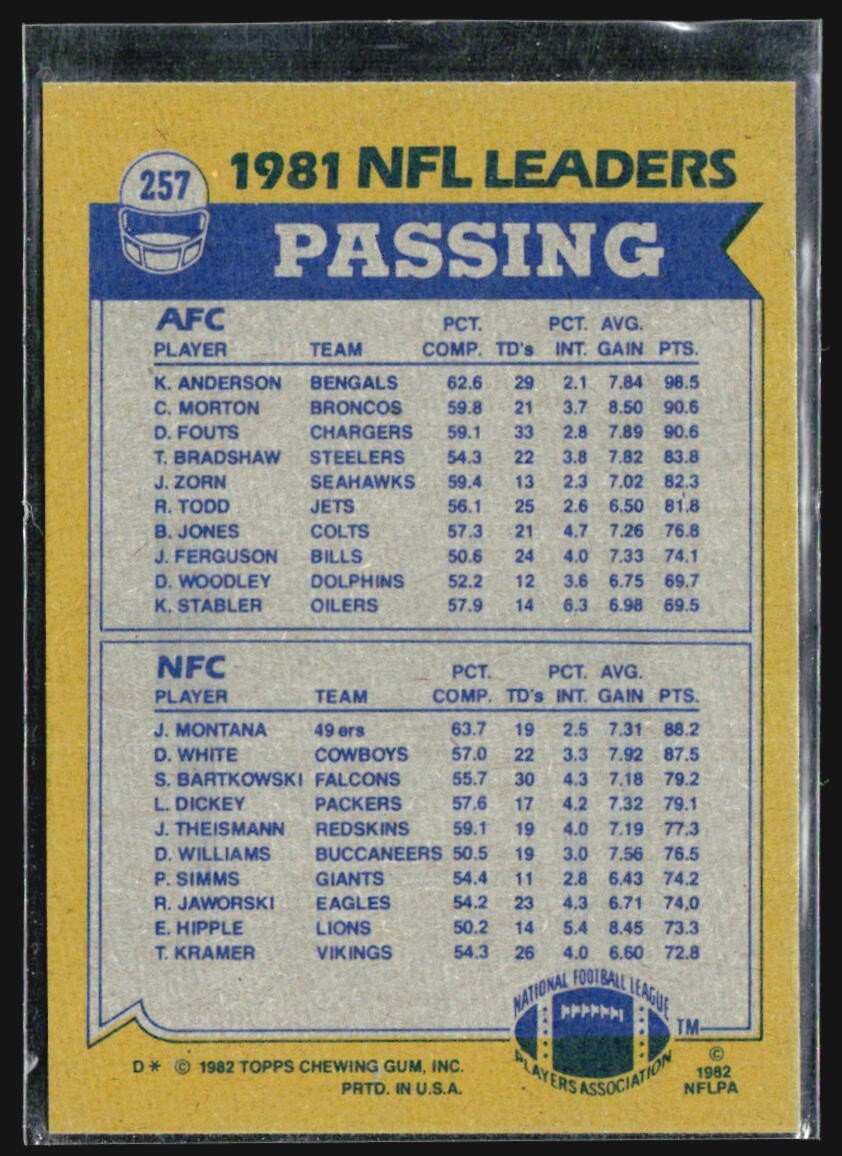 257
1981 NFL LEADERS
PASSING
AFC PCT. PCT. AVG.
PLAYER TEAM COMP. TD's INT. GAIN PTS.
K. ANDERSON BENGALS 62.6 29 2.1 7.84 98.5
C. MORTON BRONCOS 59.8 21 3.7 8.50 90.6
D. FOUTS CHARGERS 59.1 33 2.8 7.89 90.6
T. BRADSHAW STEELERS 54.3 22 3.8 7.82 83.8
J. ZORN SEAHAWKS 59.4 13 2.3 7.02 82.3
R. TODD JETS 56.1 25 2.6 6.50 81.8
B. JONES COLTS 57.3 21 4.7 7.26 76.8
J. FERGUSON BILLS 50.6 24 4.0 7.33 74.1
D. WOODLEY DOLPHINS 52.2 12 3.6 6.75 69.7
K. STABLER OILERS 57.9 14 6.3 6.98 69.5
NFC PCT. PCT. AVG.
PLAYER TEAM COMP. TD's INT. GAIN PTS.
J. MONTANA 49ers 63.7 19 2.5 7.31 88.2
D. WHITE COWBOYS 57.0 22 3.3 7.92 87.5
S. BARTKOWSKI FALCONS 55.7 30 4.3 7.18 79.2
L. DICKEY PACKERS 57.6 17 4.2 7.32 79.1
J. THEISMANN REDSKINS 59.1 19 4.0 7.19 77.3
D. WILLIAMS BUCCANEERS 50.5 19 3.0 7.56 76.5
P. SIMMS GIANTS 54.4 11 2.8 6.43 74.2
R. JAWORSKI EAGLES 54.2 23 4.3 6.71 74.0
E. HIPPLE LIONS 50.2 14 5.4 8.45 73.3
T. KRAMER VIKINGS 54.3 26 4.0 6.60 72.8
NATIONAL FOOTBALL LEAGUE
PLAYERS ASSOCIATION
TM
D* © 1982 TOPPS CHEWING GUM, INC.
PRTD. IN U.S.A.
©
1982
NFLPA